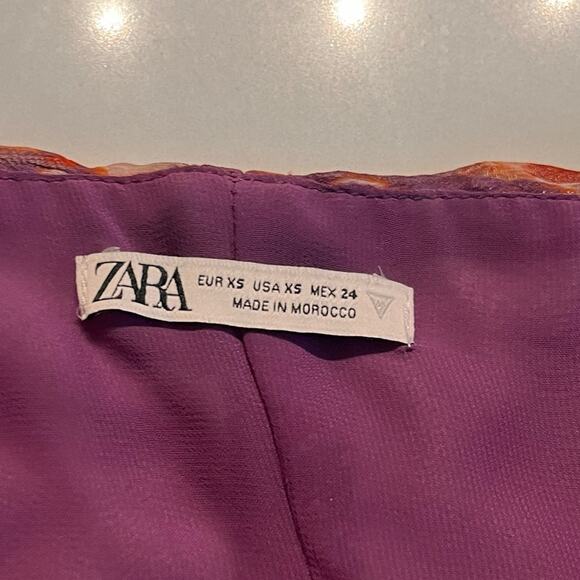 ZARA
EUR XS USA XS MEX 24
MADE IN MOROCCO